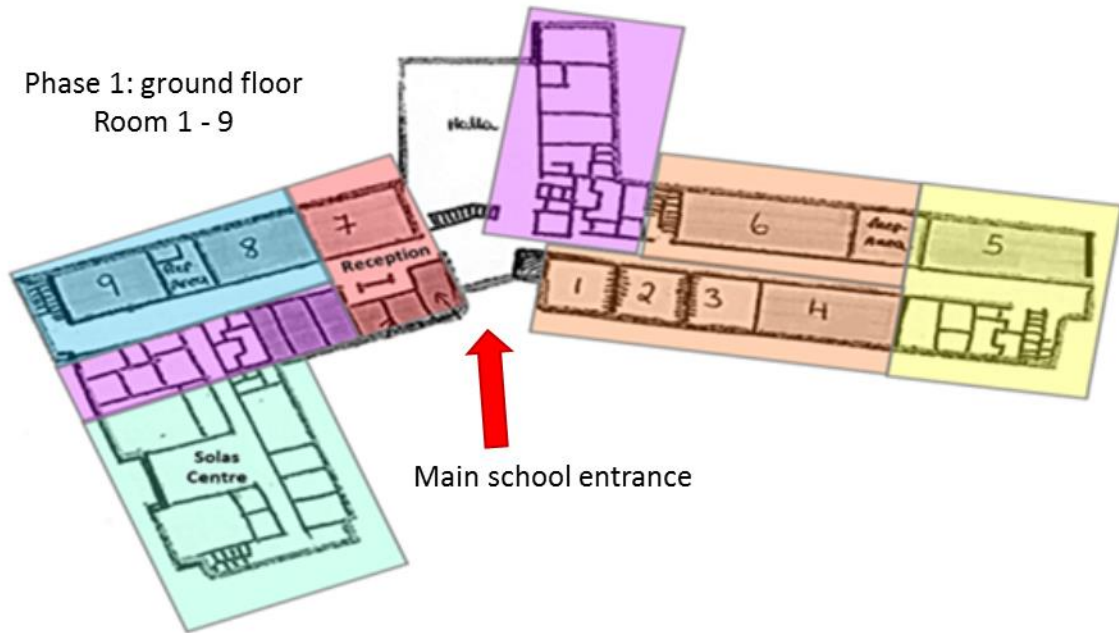 Phase 1: ground floor
Room 1 - 9
7
8
9
Reception
6
5
1
2
3
4
Solas
Centre
Main school entrance